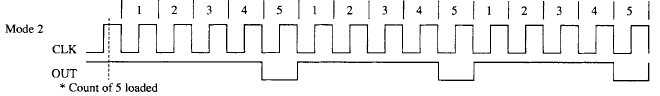 1 2 3 4 5 1 2 3 4 5 1 2 3 4 5
Mode 2
CLK
OUT
* Count of 5 loaded